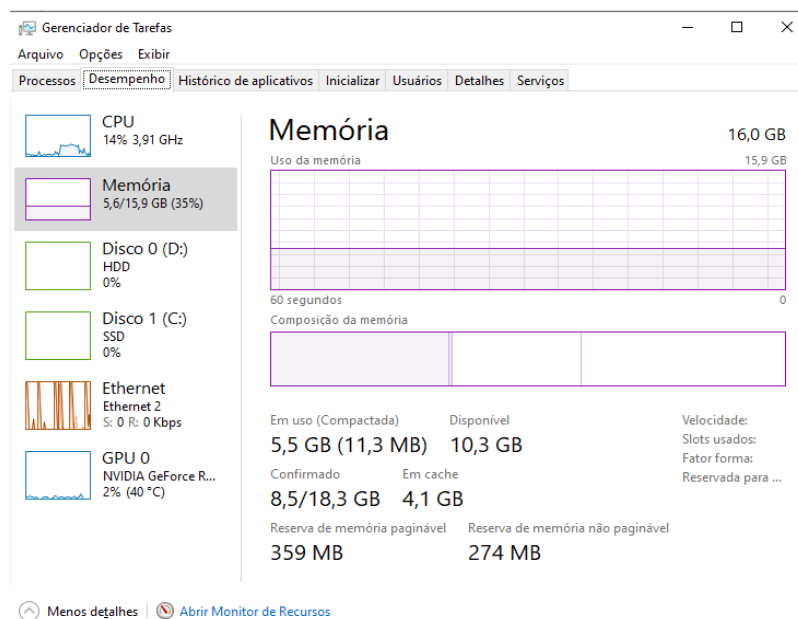 Gerenciador de Tarefas
Arquivo Opções Exibir
Processos Desempenho Histórico de aplicativos Inicializar Usuários Detalhes Serviços
CPU
14% 3,91 GHz
Memória
5,6/15,9 GB (35%)
Disco 0 (D:)
HDD
0%
Disco 1 (C:)
SSD
0%
Ethernet
Ethernet 2
S: 0 R: 0 Kbps
GPU 0
NVIDIA GeForce R...
2% (40 °C)
Memória 16,0 GB
Uso da memória 15,9 GB
60 segundos 0
Composição da memória
Em uso (Compactada) Disponível
5,5 GB (11,3 MB) 10,3 GB
Confirmado Em cache
8,5/18,3 GB 4,1 GB
Reserva de memória paginável Reserva de memória não paginável
359 MB 274 MB
Velocidade:
Slots usados:
Fator forma:
Reservada para ...
Menos detalhes Abrir Monitor de Recursos